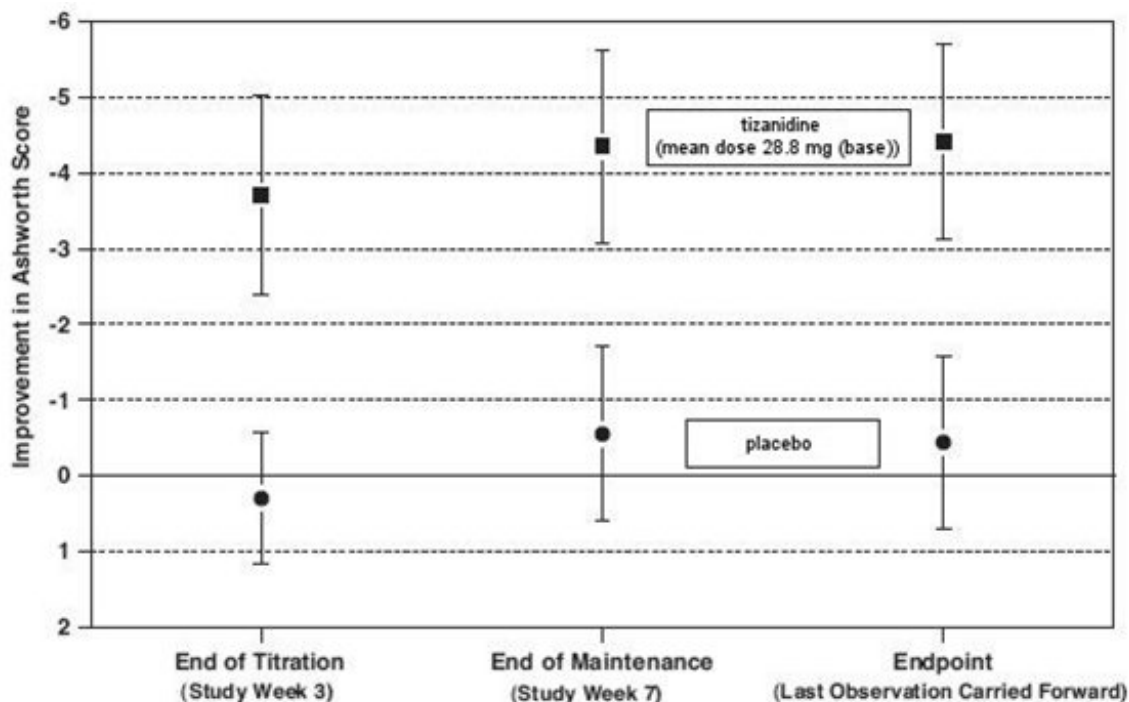 Improvement in Ashworth Score
-6
-5
-4
-3
-2
-1
0
1
2
tizanidine
(mean dose 28.8 mg (base))
placebo
End of Titration
(Study Week 3)
End of Maintenance
(Study Week 7)
Endpoint
(Last Observation Carried Forward)